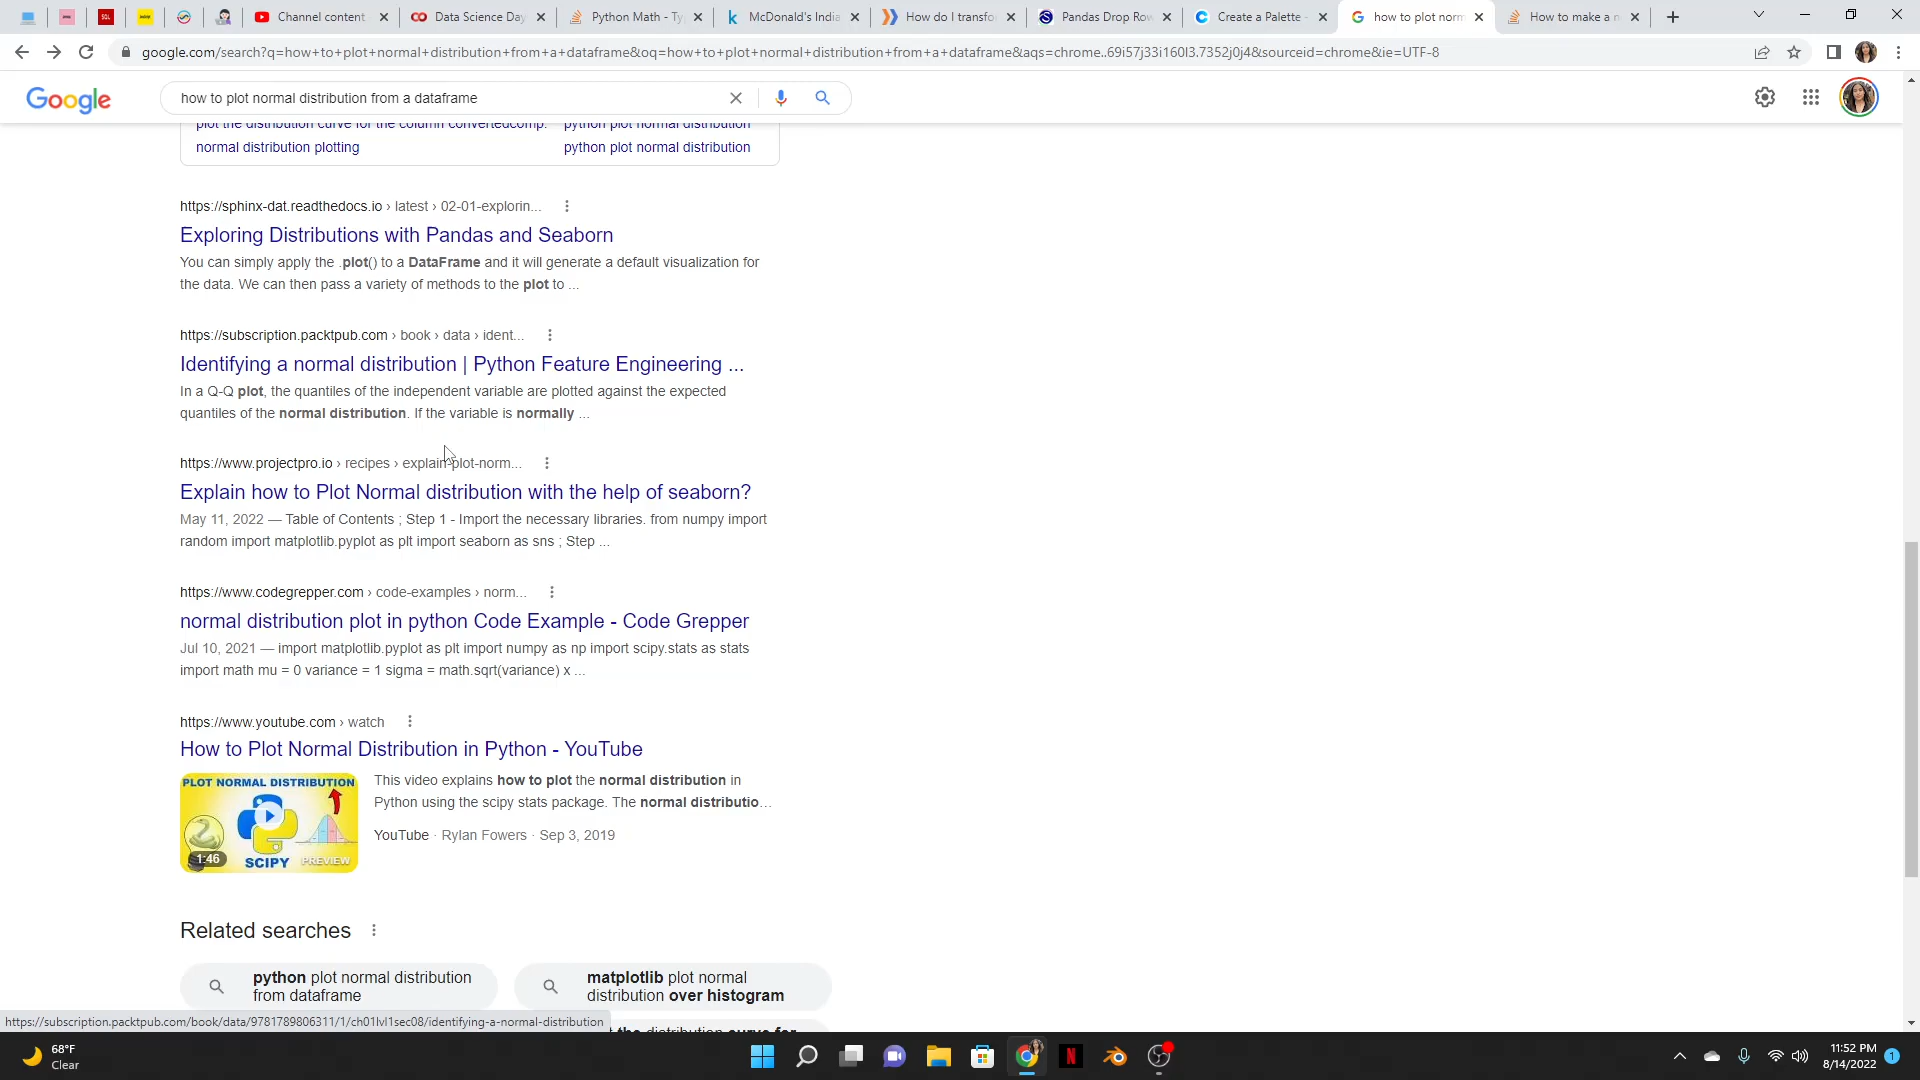 Channel content
Data Science Day
Python Math - Ty
McDonald's India
How do I transfo
Pandas Drop Row
Create a Palette -
how to plot norm
How to make a n
google.com/search?q=how+to+plot+normal+distribution+from+a+dataframe&oq=how+to+plot+normal+distribution+from+a+dataframe&aqs=chrome..69i57j33i160l3.7352j0j4&sourceid=chrome&ie=UTF-8
Google
how to plot normal distribution from a dataframe
plot the distribution curve for the column convertedcomp. python plot normal distribution
normal distribution plotting python plot normal distribution
https://sphinx-dat.readthedocs.io › latest › 02-01-explorin...
Exploring Distributions with Pandas and Seaborn
You can simply apply the .plot() to a DataFrame and it will generate a default visualization for
the data. We can then pass a variety of methods to the plot to ...
https://subscription.packtpub.com › book › data › ident...
Identifying a normal distribution | Python Feature Engineering ...
In a Q-Q plot, the quantiles of the independent variable are plotted against the expected
quantiles of the normal distribution. If the variable is normally ...
https://www.projectpro.io › recipes › explain-plot-norm...
Explain how to Plot Normal distribution with the help of seaborn?
May 11, 2022 — Table of Contents ; Step 1 - Import the necessary libraries. from numpy import
random import matplotlib.pyplot as plt import seaborn as sns ; Step ...
https://www.codegrepper.com › code-examples › norm...
normal distribution plot in python Code Example - Code Grepper
Jul 10, 2021 — import matplotlib.pyplot as plt import numpy as np import scipy.stats as stats
import math mu = 0 variance = 1 sigma = math.sqrt(variance) x ...
https://www.youtube.com › watch
How to Plot Normal Distribution in Python - YouTube
PLOT NORMAL DISTRIBUTION
1:46
SCIPY
PREVIEW
This video explains how to plot the normal distribution in
Python using the scipy stats package. The normal distributio...
YouTube · Rylan Fowers · Sep 3, 2019
Related searches
python plot normal distribution
from dataframe
matplotlib plot normal
distribution over histogram
https://subscription.packtpub.com/book/data/9781789806311/1/ch01lvl1sec08/identifying-a-normal-distribution
68°F
Clear
11:52 PM
8/14/2022
1